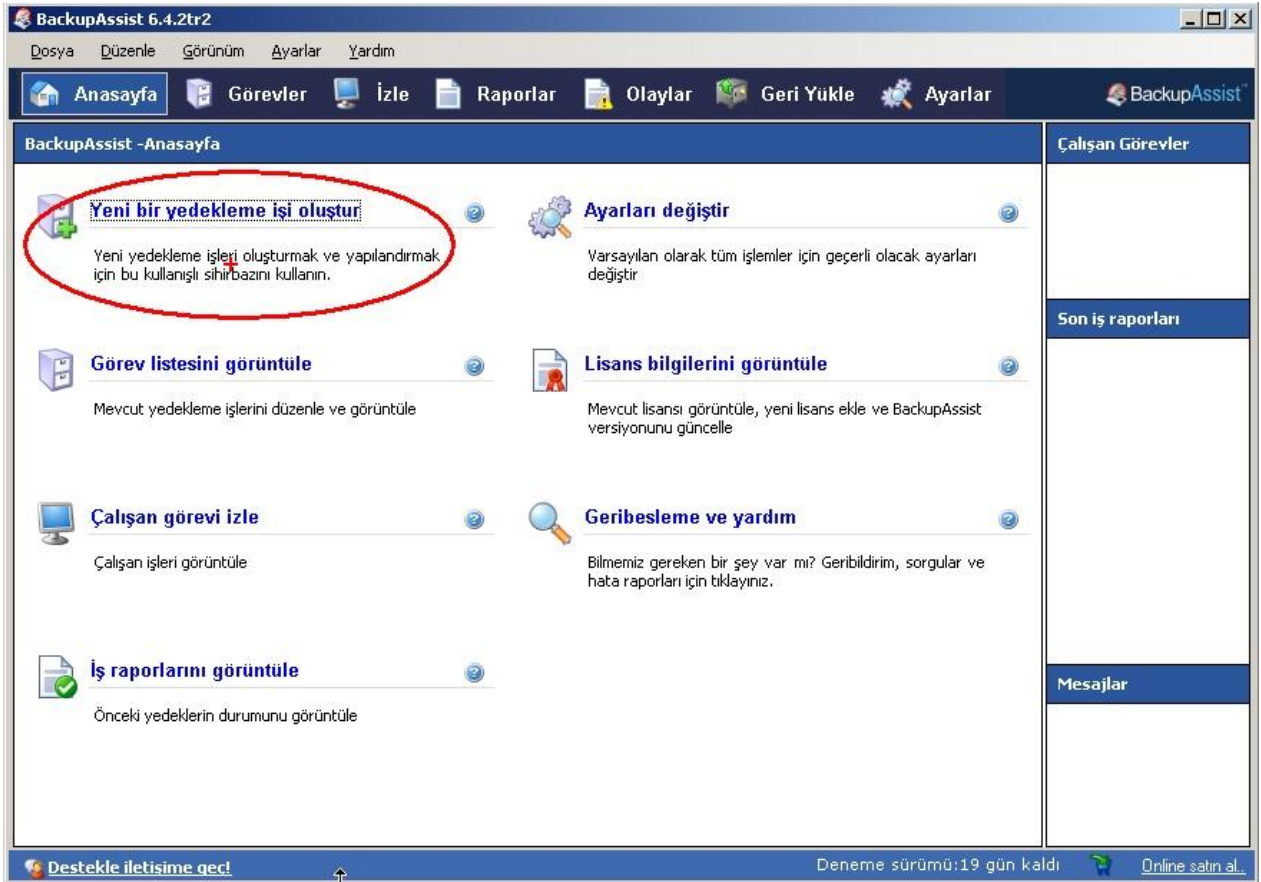 BackupAssist 6.4.2tr2
Dosya Düzenle Görünüm Ayarlar Yardım
Anasayfa Görevler İzle Raporlar Olaylar Geri Yükle Ayarlar BackupAssist™
BackupAssist -Anasayfa
Çalışan Görevler
Yeni bir yedekleme işi oluştur
Yeni yedekleme işleri oluşturmak ve yapılandırmak
için bu kullanışlı sihirbazını kullanın.
Ayarları değiştir
Varsayılan olarak tüm işlemler için geçerli olacak ayarları
değiştir
Son iş raporları
Görev listesini görüntüle
Mevcut yedekleme işlerini düzenle ve görüntüle
Lisans bilgilerini görüntüle
Mevcut lisansı görüntüle, yeni lisans ekle ve BackupAssist
versiyonunu güncelle
Çalışan görevi izle
Çalışan işleri görüntüle
Geribesleme ve yardım
Bilmemiz gereken bir şey var mı? Geribildirim, sorgular ve
hata raporları için tıklayınız.
İş raporlarını görüntüle
Önceki yedeklerin durumunu görüntüle
Mesajlar
Destekle iletişime geç!
Deneme sürümü:19 gün kaldı
Online satın al..